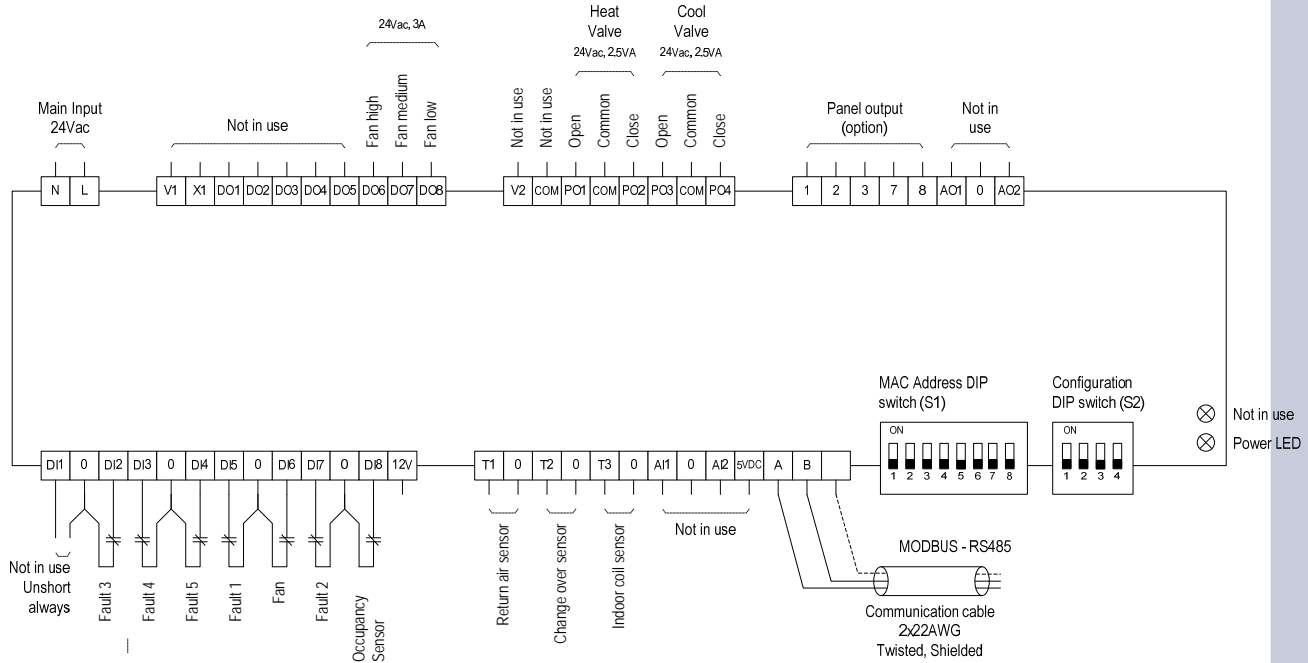 Heat
Valve
24Vac, 2.5VA
Cool
Valve
24Vac, 2.5VA
24Vac, 3A
Main Input
24Vac
Not in use
Fan high
Fan medium
Fan low
Not in use
Not in use
Open
Common
Close
Open
Common
Close
Panel output
(option)
Not in
use
N L
V1 X1 DO1 DO2 DO3 DO4 DO5 DO6 DO7 DO8
V2 COM PO1 COM PO2 PO3 COM PO4
1 2 3 7 8 AO1 0 AO2
MAC Address DIP
switch (S1)
ON
1 2 3 4 5 6 7 8
Configuration
DIP switch (S2)
ON
1 2 3 4
Not in use
Power LED
DI1 0 DI2 DI3 0 DI4 DI5 0 DI6 DI7 0 DI8 12V
T1 0 T2 0 T3 0 AI1 0 AI2 5VDC A B
Not in use
Unshort
always
Fault 3
Fault 4
Fault 5
Fault 1
Fan
Fault 2
Occupancy
Sensor
Return air sensor
Change over sensor
Indoor coil sensor
Not in use
MODBUS - RS485
Communication cable
2x22AWG
Twisted, Shielded